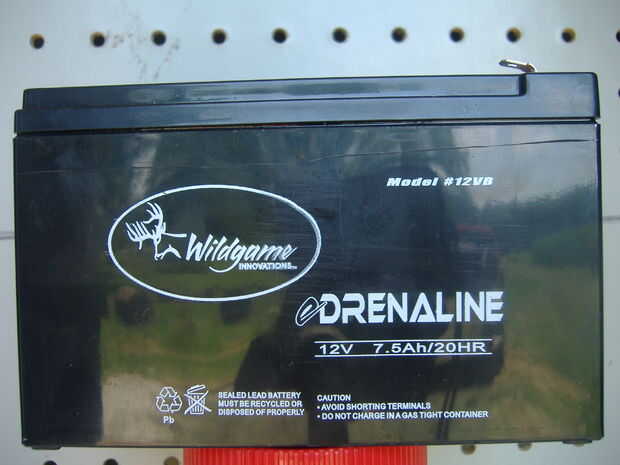 Model #12VB
Wildgame
INNOVATIONS
eDRENALINE
12V 7.5Ah/20HR
Pb
SEALED LEAD BATTERY
MUST BE RECYCLED OR
DISPOSED OF PROPERLY
CAUTION
• AVOID SHORTING TERMINALS
• DO NOT CHARGE IN A GAS TIGHT CONTAINER